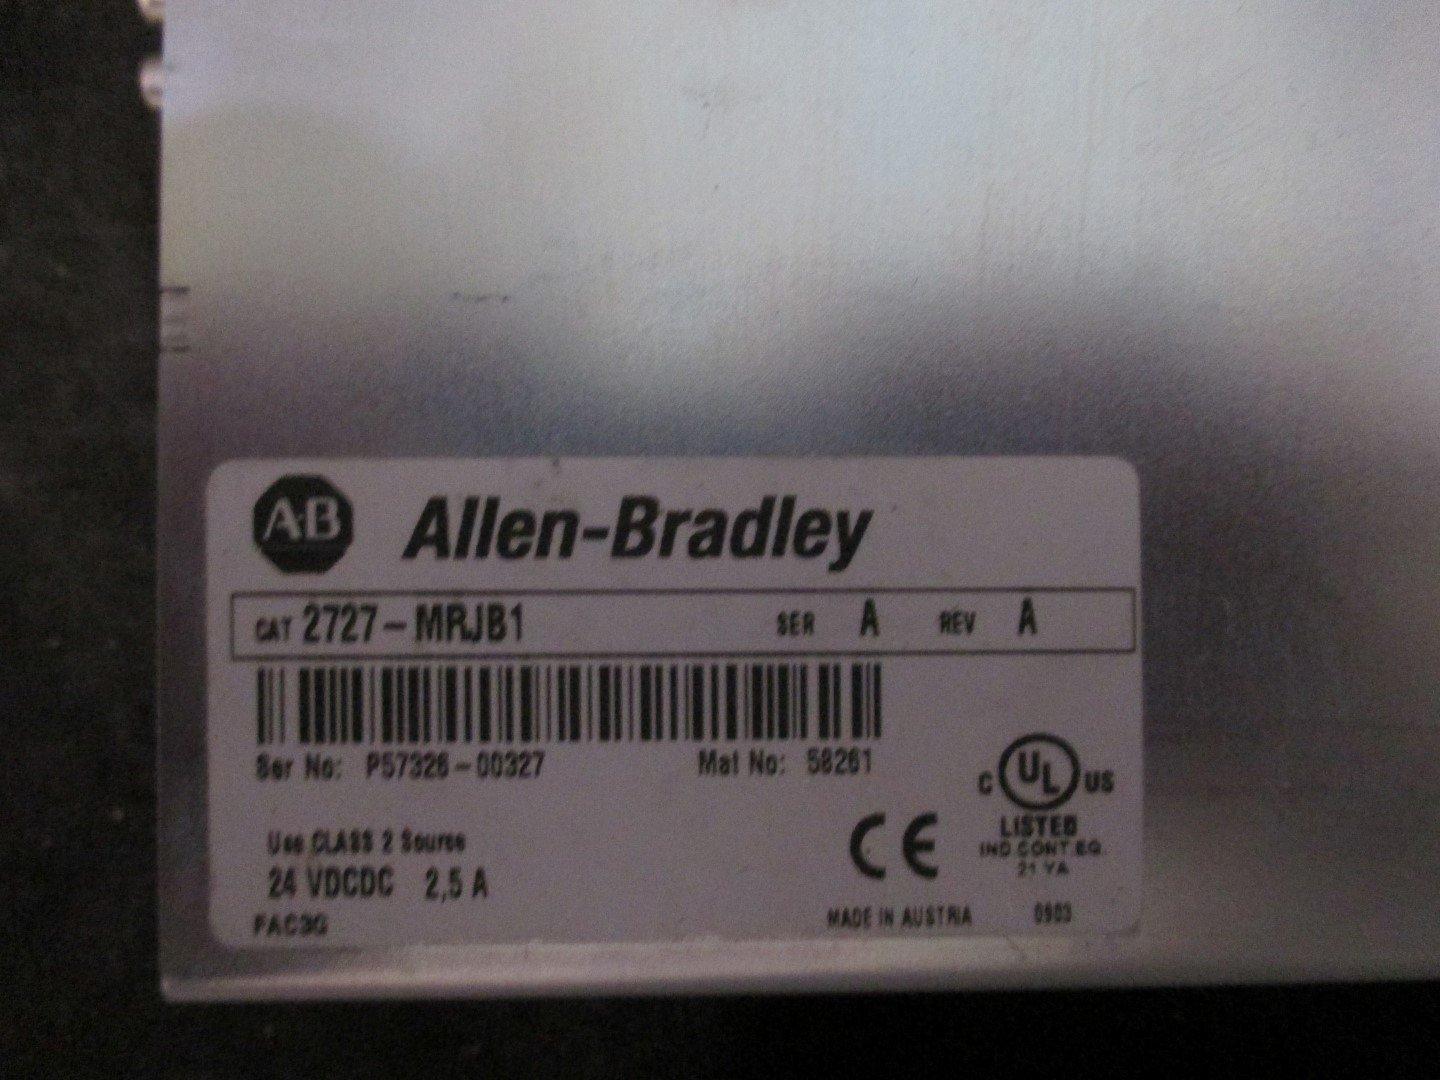 AB Allen-Bradley
CAT 2727-MRJB1 SER A REV A
Ser No: P57326-00327 Mat No: 58261
C UL US
LISTED
IND.CONT.EQ.
21 YA
Use CLASS 2 Source
24 VDCDC 2,5 A
CE
FAC3G
MADE IN AUSTRIA 0903